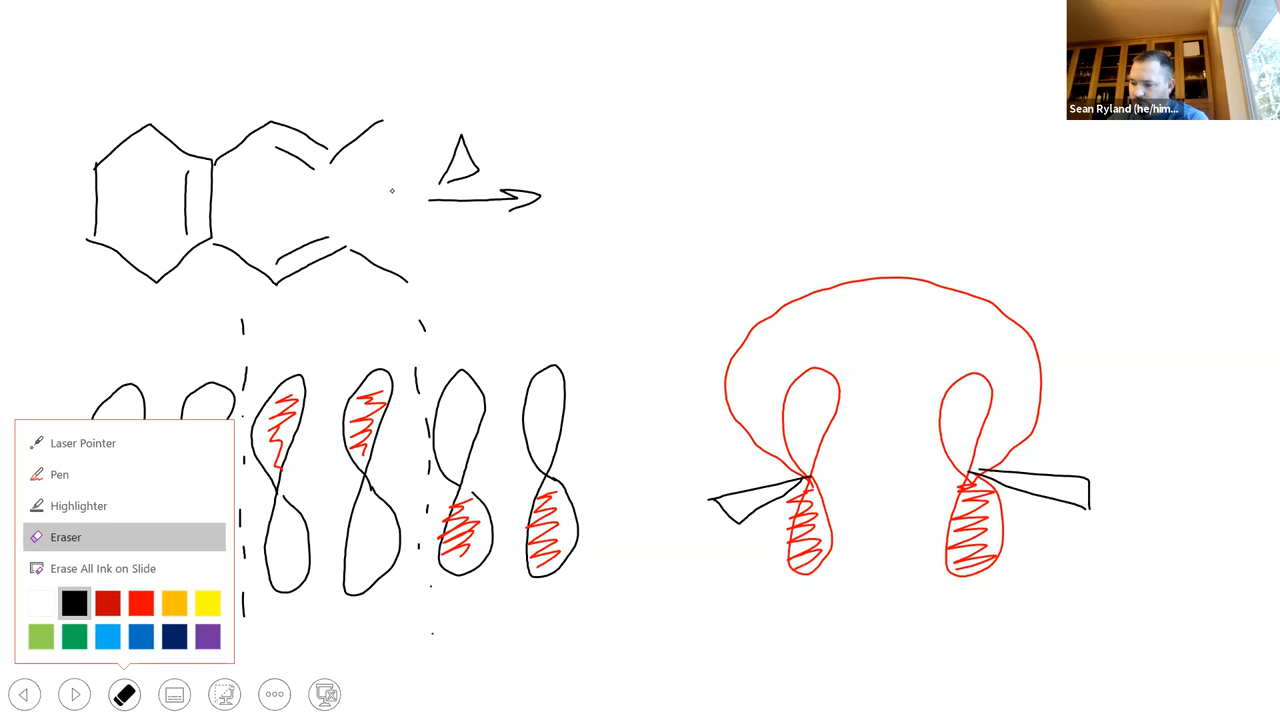 Sean Ryland (he/him...
Δ
Laser Pointer
Pen
Highlighter
Eraser
Erase All Ink on Slide